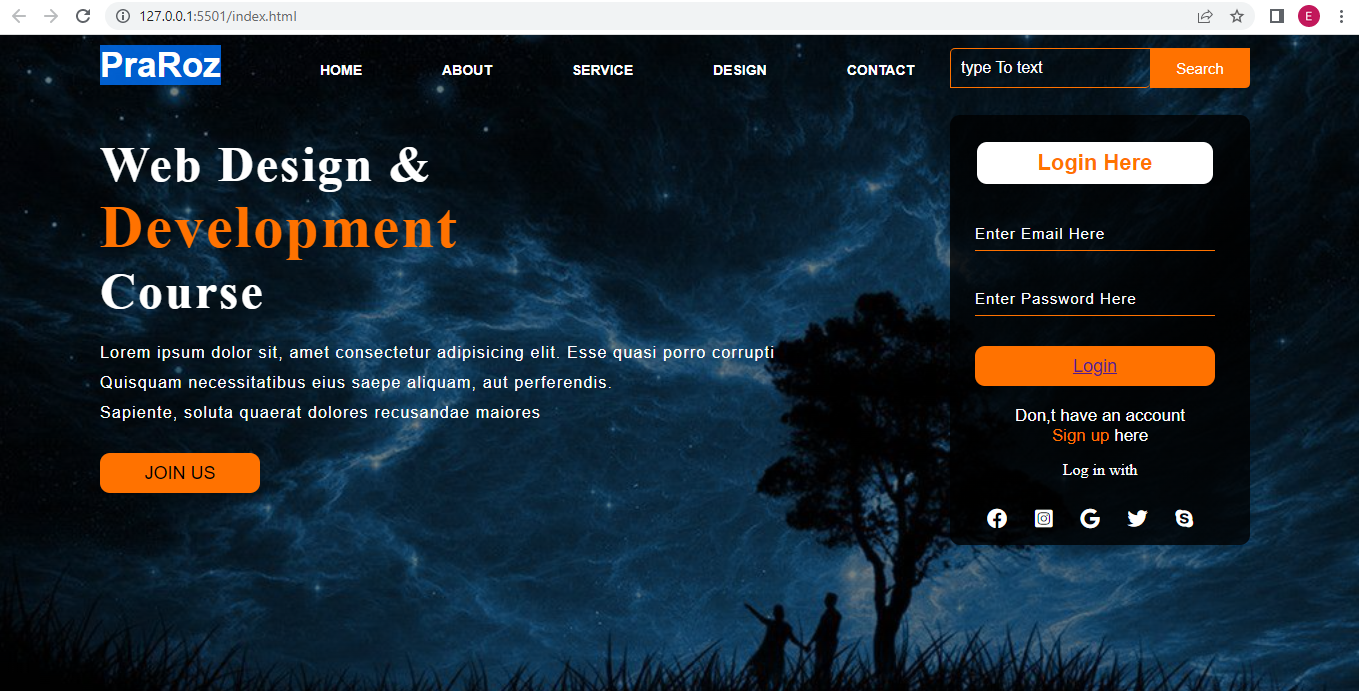 127.0.0.1:5501/index.html
E
PraRoz
HOME
ABOUT
SERVICE
DESIGN
CONTACT
type To text
Search
Web Design &
Development
Course
Lorem ipsum dolor sit, amet consectetur adipisicing elit. Esse quasi porro corrupti
Quisquam necessitatibus eius saepe aliquam, aut perferendis.
Sapiente, soluta quaerat dolores recusandae maiores
JOIN US
Login Here
Enter Email Here
Enter Password Here
Login
Don,t have an account
Sign up here
Log in with